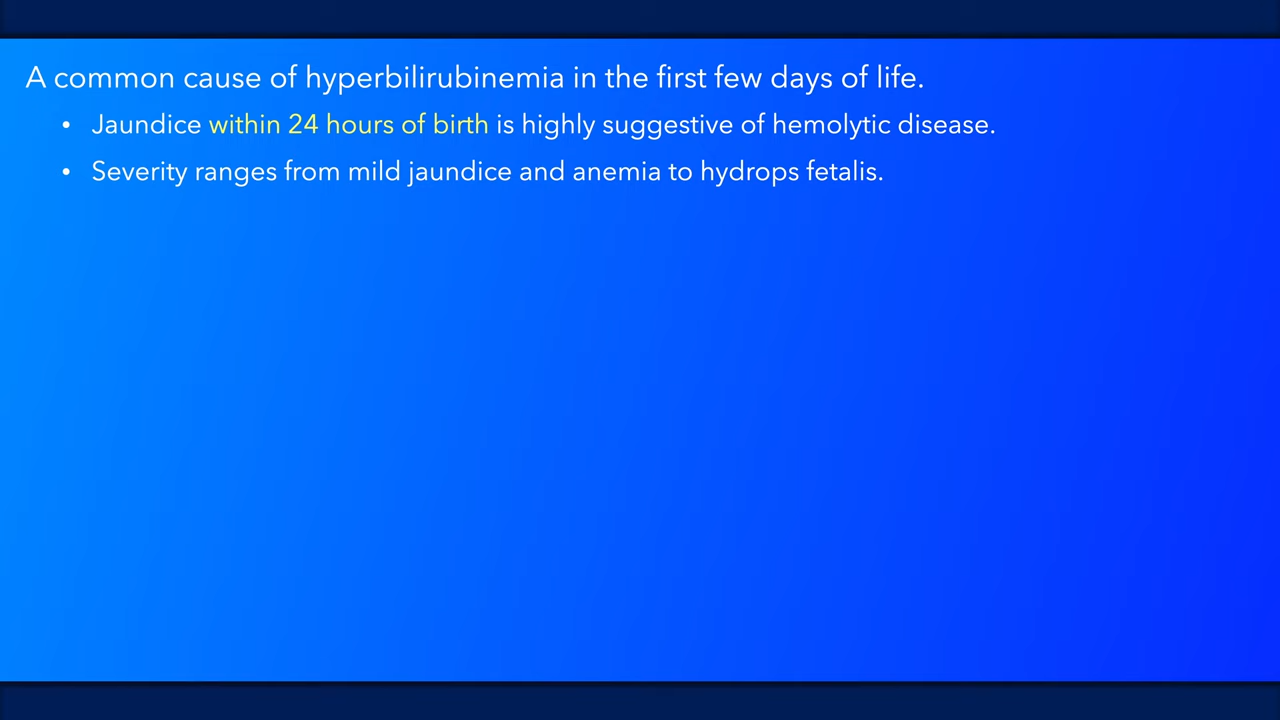 A common cause of hyperbilirubinemia in the first few days of life.
• Jaundice within 24 hours of birth is highly suggestive of hemolytic disease.
• Severity ranges from mild jaundice and anemia to hydrops fetalis.